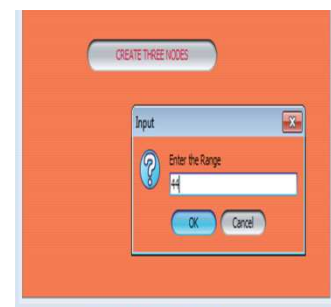 CREATE THREE NODES
Input
Enter the Range
44
OK
Cancel